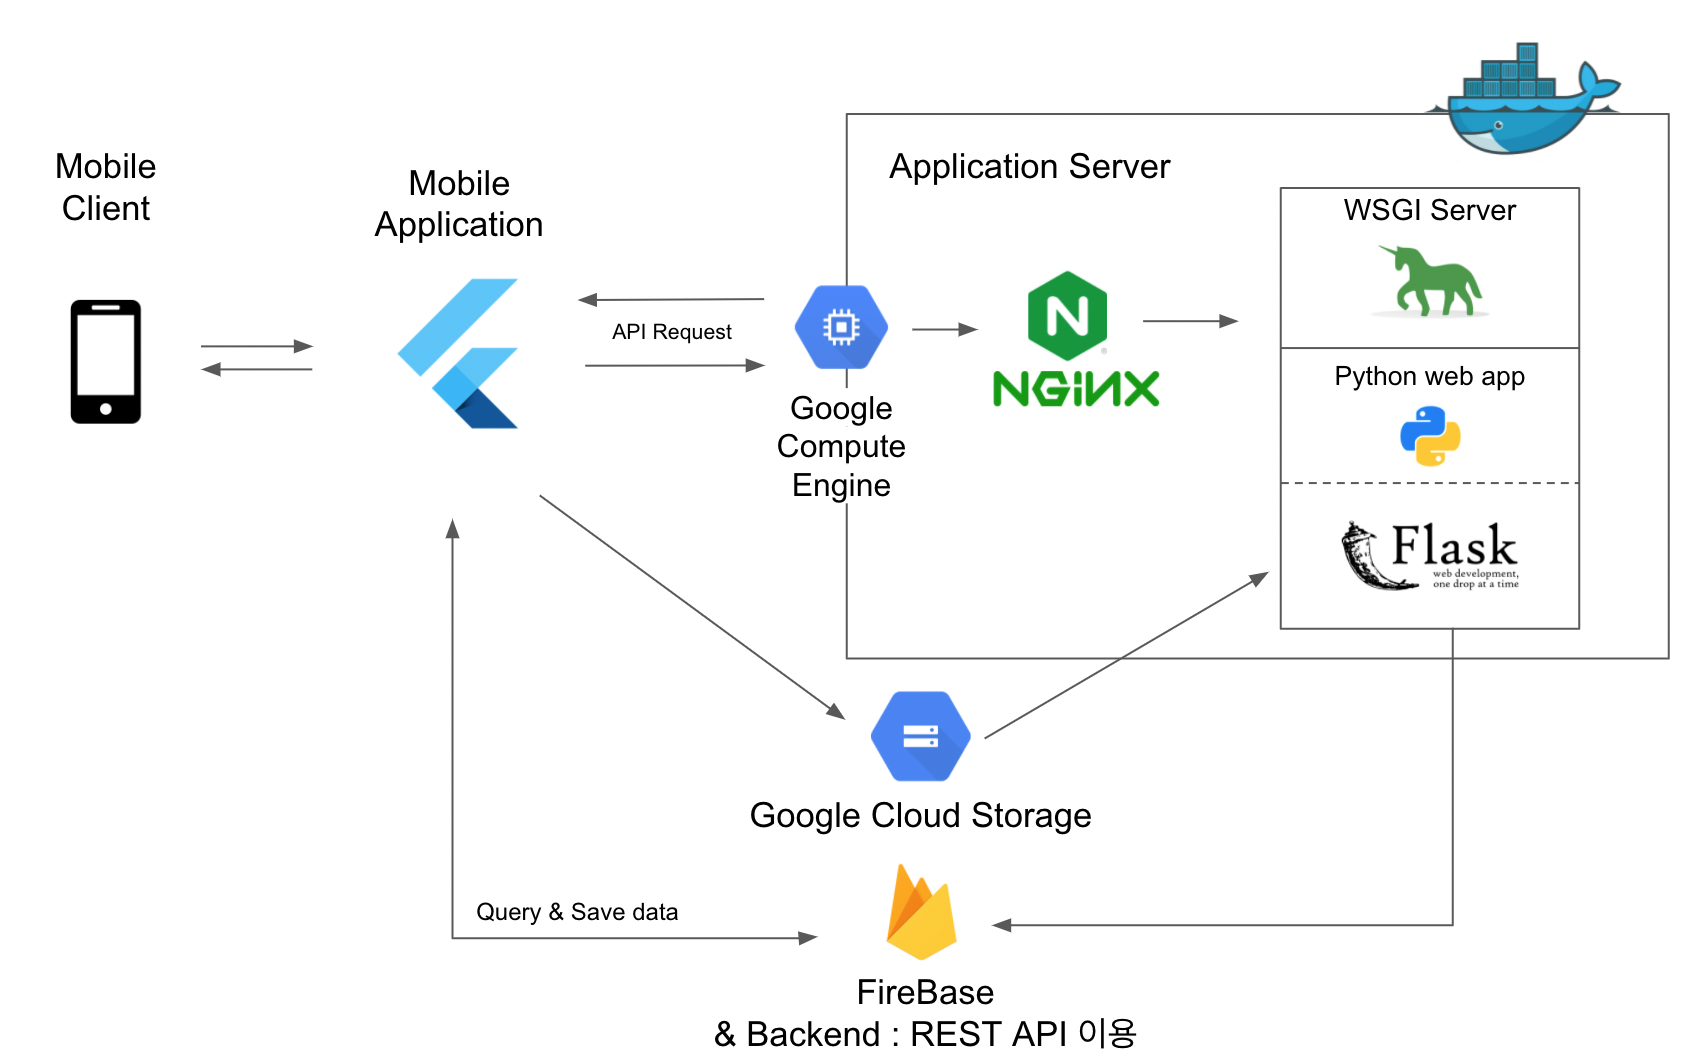 Mobile
Client
Mobile
Application
Application Server
WSGI Server
API Request
N
NGiNX
®
Python web app
Google
Compute
Engine
Flask
web development,
one drop at a time
Google Cloud Storage
Query & Save data
FireBase
& Backend : REST API 이용